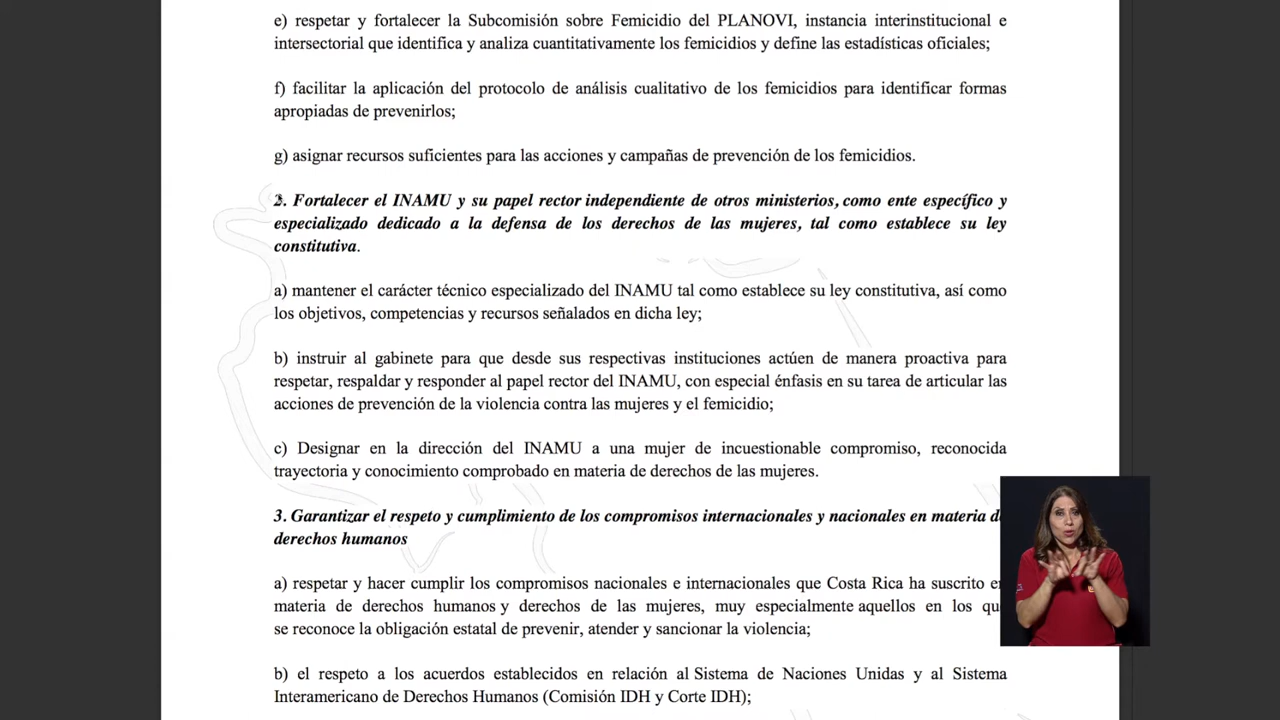 e) respetar y fortalecer la Subcomisión sobre Femicidio del PLANOVI, instancia interinstitucional e
intersectorial que identifica y analiza cuantitativamente los femicidios y define las estadísticas oficiales;
f) facilitar la aplicación del protocolo de análisis cualitativo de los femicidios para identificar formas
apropiadas de prevenirlos;
g) asignar recursos suficientes para las acciones y campañas de prevención de los femicidios.
2. Fortalecer el INAMU y su papel rector independiente de otros ministerios, como ente específico y
especializado dedicado a la defensa de los derechos de las mujeres, tal como establece su ley
constitutiva.
a) mantener el carácter técnico especializado del INAMU tal como establece su ley constitutiva, así como
los objetivos, competencias y recursos señalados en dicha ley;
b) instruir al gabinete para que desde sus respectivas instituciones actúen de manera proactiva para
respetar, respaldar y responder al papel rector del INAMU, con especial énfasis en su tarea de articular las
acciones de prevención de la violencia contra las mujeres y el femicidio;
c) Designar en la dirección del INAMU a una mujer de incuestionable compromiso, reconocida
trayectoria y conocimiento comprobado en materia de derechos de las mujeres.
3. Garantizar el respeto y cumplimiento de los compromisos internacionales y nacionales en materia
derechos humanos
a) respetar y hacer cumplir los compromisos nacionales e internacionales que Costa Rica ha suscrito
materia de derechos humanos y derechos de las mujeres, muy especialmente aquellos en los
se reconoce la obligación estatal de prevenir, atender y sancionar la violencia;
b) el respeto a los acuerdos establecidos en relación al Sistema de Naciones Unidas y al Sistema
Interamericano de Derechos Humanos (Comisión IDH y Corte IDH);